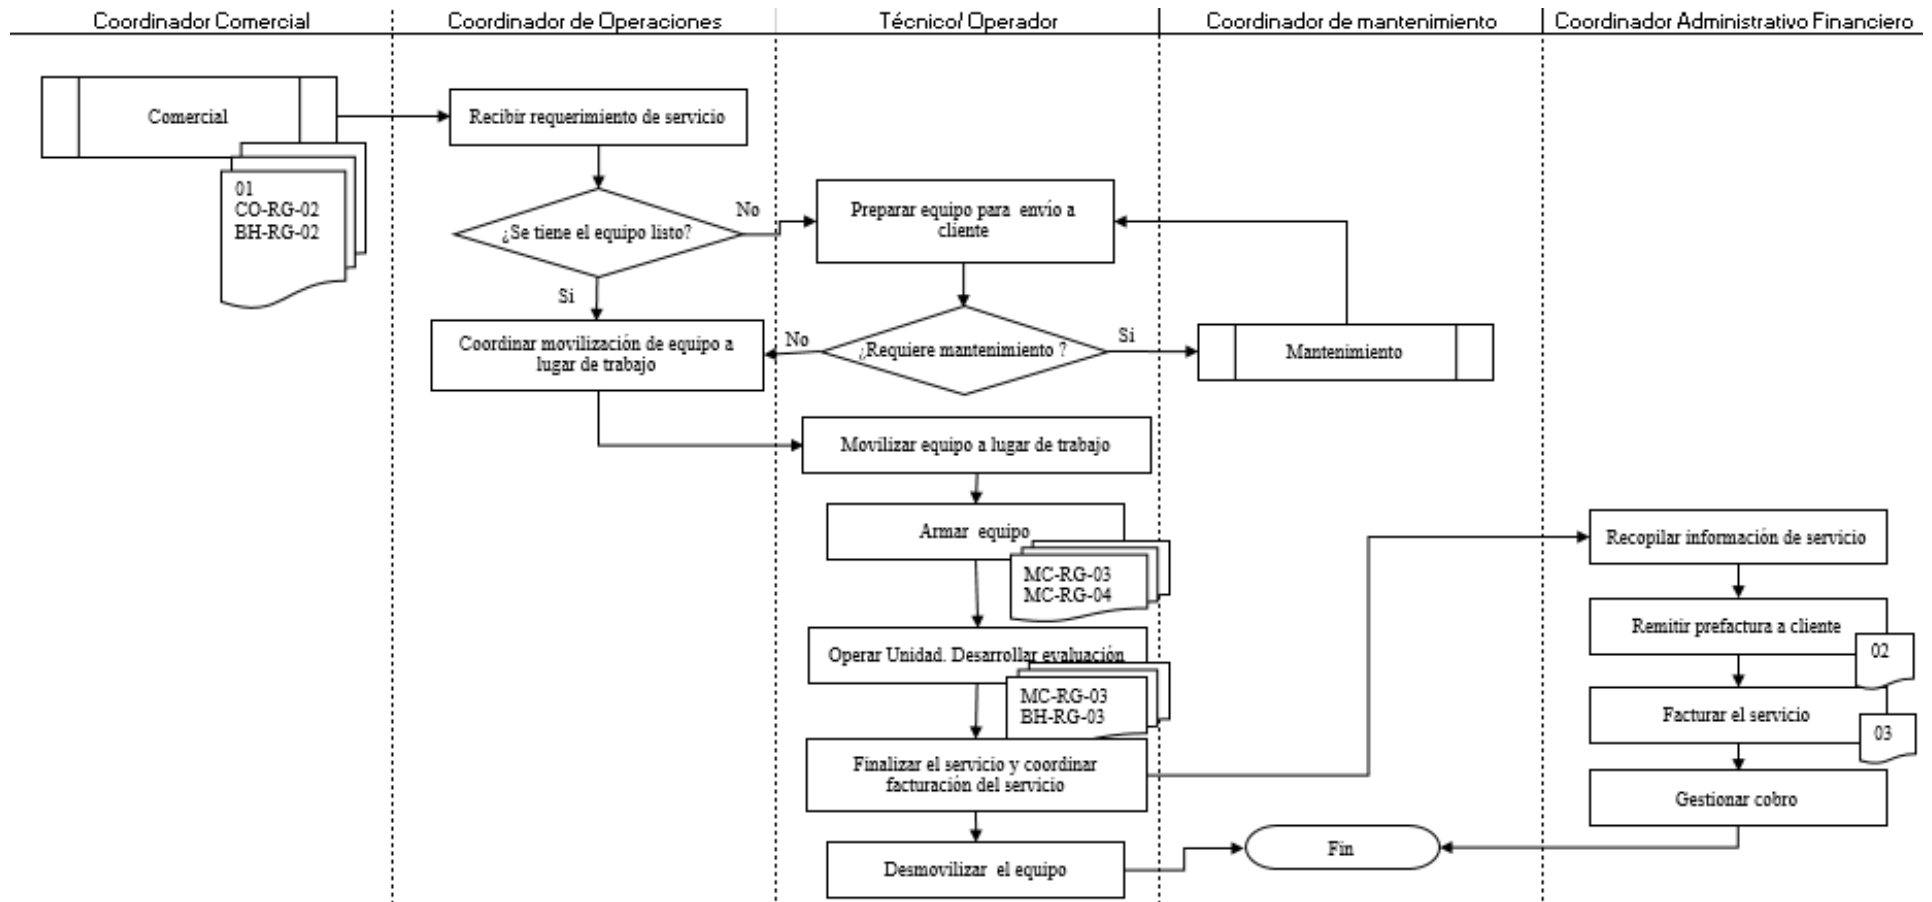 Coordinador Comercial
Coordinador de Operaciones
Técnico/ Operador
Coordinador de mantenimiento
Coordinador Administrativo Financiero
Comercial
01
CO-RG-02
BH-RG-02
Recibir requerimiento de servicio
¿Se tiene el equipo listo?
No
Si
Preparar equipo para envío a
cliente
Coordinar movilización de equipo a
lugar de trabajo
No
¿Requiere mantenimiento ?
Si
Mantenimiento
Movilizar equipo a lugar de trabajo
Armar equipo
MC-RG-03
MC-RG-04
Operar Unidad. Desarrollar evaluación
MC-RG-03
BH-RG-03
Finalizar el servicio y coordinar
facturación del servicio
Desmovilizar el equipo
Recopilar información de servicio
Remitir prefactura a cliente
02
Facturar el servicio
03
Gestionar cobro
Fin